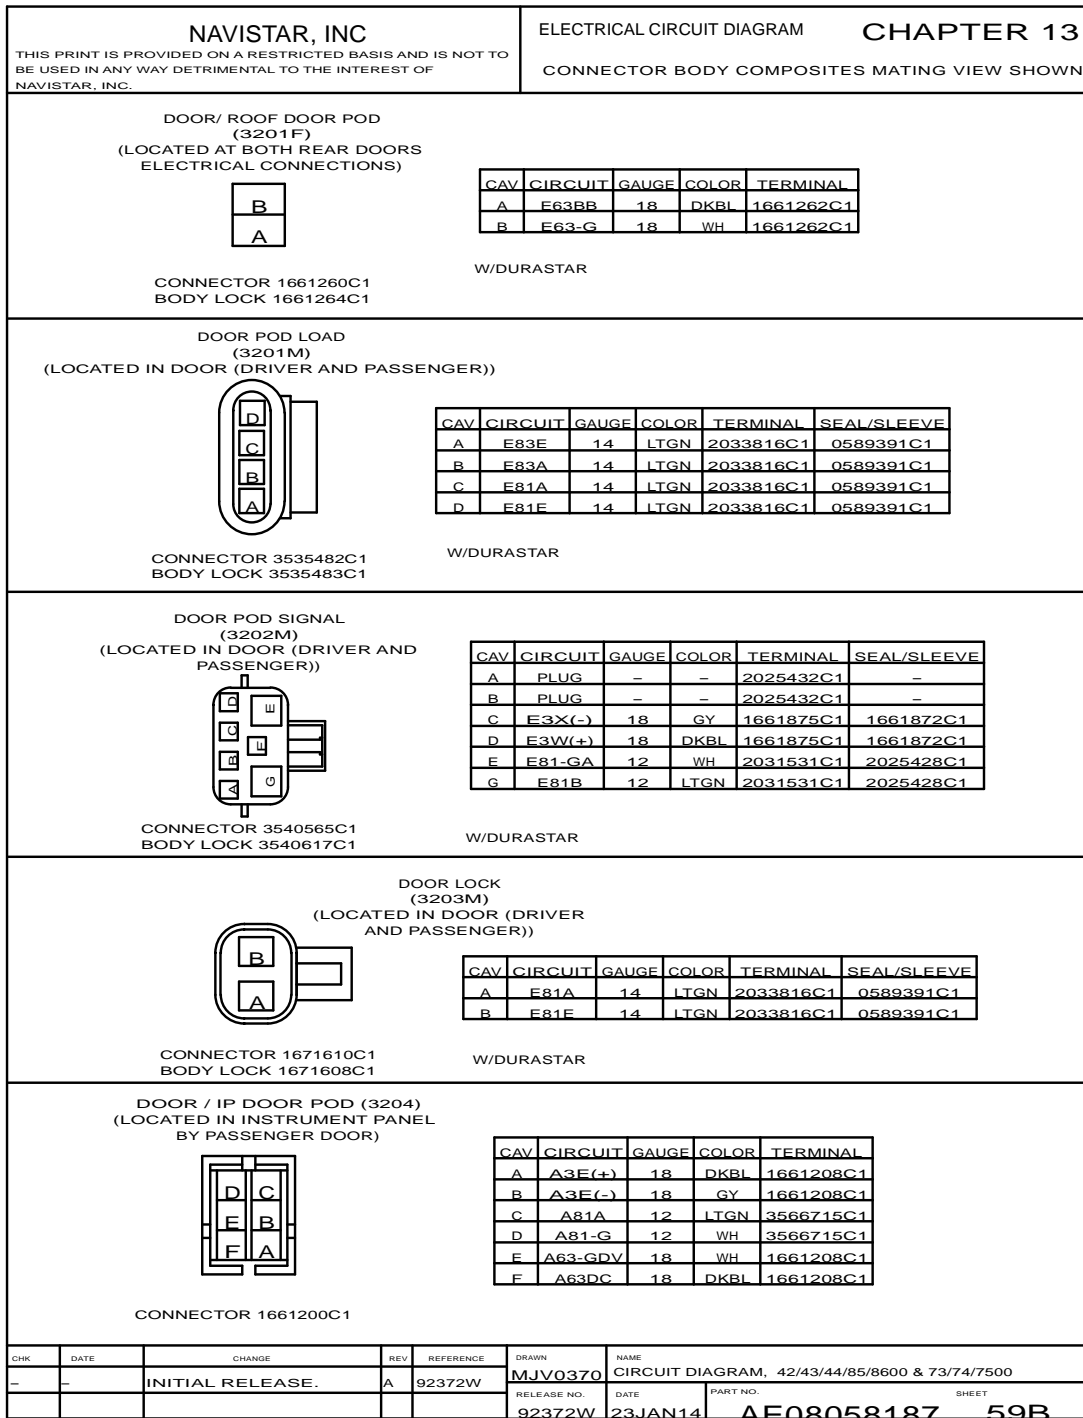 NAVISTAR, INC
THIS PRINT IS PROVIDED ON A RESTRICTED BASIS AND IS NOT TO
BE USED IN ANY WAY DETRIMENTAL TO THE INTEREST OF
NAVISTAR, INC.
ELECTRICAL CIRCUIT DIAGRAM CHAPTER 13
CONNECTOR BODY COMPOSITES MATING VIEW SHOWN
DOOR/ ROOF DOOR POD
(3201F)
(LOCATED AT BOTH REAR DOORS
ELECTRICAL CONNECTIONS)
B
A
CONNECTOR 1661260C1
BODY LOCK 1661264C1
CAV CIRCUIT GAUGE COLOR TERMINAL
A E63BB 18 DKBL 1661262C1
B E63-G 18 WH 1661262C1
W/DURASTAR
DOOR POD LOAD
(3201M)
(LOCATED IN DOOR (DRIVER AND PASSENGER))
D
C
B
A
CONNECTOR 3535482C1
BODY LOCK 3535483C1
CAV CIRCUIT GAUGE COLOR TERMINAL SEAL/SLEEVE
A E83E 14 LTGN 2033816C1 0589391C1
B E83A 14 LTGN 2033816C1 0589391C1
C E81A 14 LTGN 2033816C1 0589391C1
D E81E 14 LTGN 2033816C1 0589391C1
W/DURASTAR
DOOR POD SIGNAL
(3202M)
(LOCATED IN DOOR (DRIVER AND
PASSENGER))
D E
C
F
B
A G
CONNECTOR 3540565C1
BODY LOCK 3540617C1
CAV CIRCUIT GAUGE COLOR TERMINAL SEAL/SLEEVE
A PLUG – – 2025432C1 –
B PLUG – – 2025432C1 –
C E3X(-) 18 GY 1661875C1 1661872C1
D E3W(+) 18 DKBL 1661875C1 1661872C1
E E81-GA 12 WH 2031531C1 2025428C1
G E81B 12 LTGN 2031531C1 2025428C1
W/DURASTAR
DOOR LOCK
(3203M)
(LOCATED IN DOOR (DRIVER
AND PASSENGER))
B
A
CONNECTOR 1671610C1
BODY LOCK 1671608C1
CAV CIRCUIT GAUGE COLOR TERMINAL SEAL/SLEEVE
A E81A 14 LTGN 2033816C1 0589391C1
B E81E 14 LTGN 2033816C1 0589391C1
W/DURASTAR
DOOR / IP DOOR POD (3204)
(LOCATED IN INSTRUMENT PANEL
BY PASSENGER DOOR)
D C
E B
F A
CONNECTOR 1661200C1
CAV CIRCUIT GAUGE COLOR TERMINAL
A A3E(+) 18 DKBL 1661208C1
B A3E(-) 18 GY 1661208C1
C A81A 12 LTGN 3566715C1
D A81-G 12 WH 3566715C1
E A63-GDV 18 WH 1661208C1
F A63DC 18 DKBL 1661208C1
CHK DATE CHANGE REV REFERENCE
– – INITIAL RELEASE. A 92372W
DRAWN NAME
MJV0370 CIRCUIT DIAGRAM, 42/43/44/85/8600 & 73/74/7500
RELEASE NO. DATE PART NO. SHEET
92372W 23JAN14 AE08058187 59B